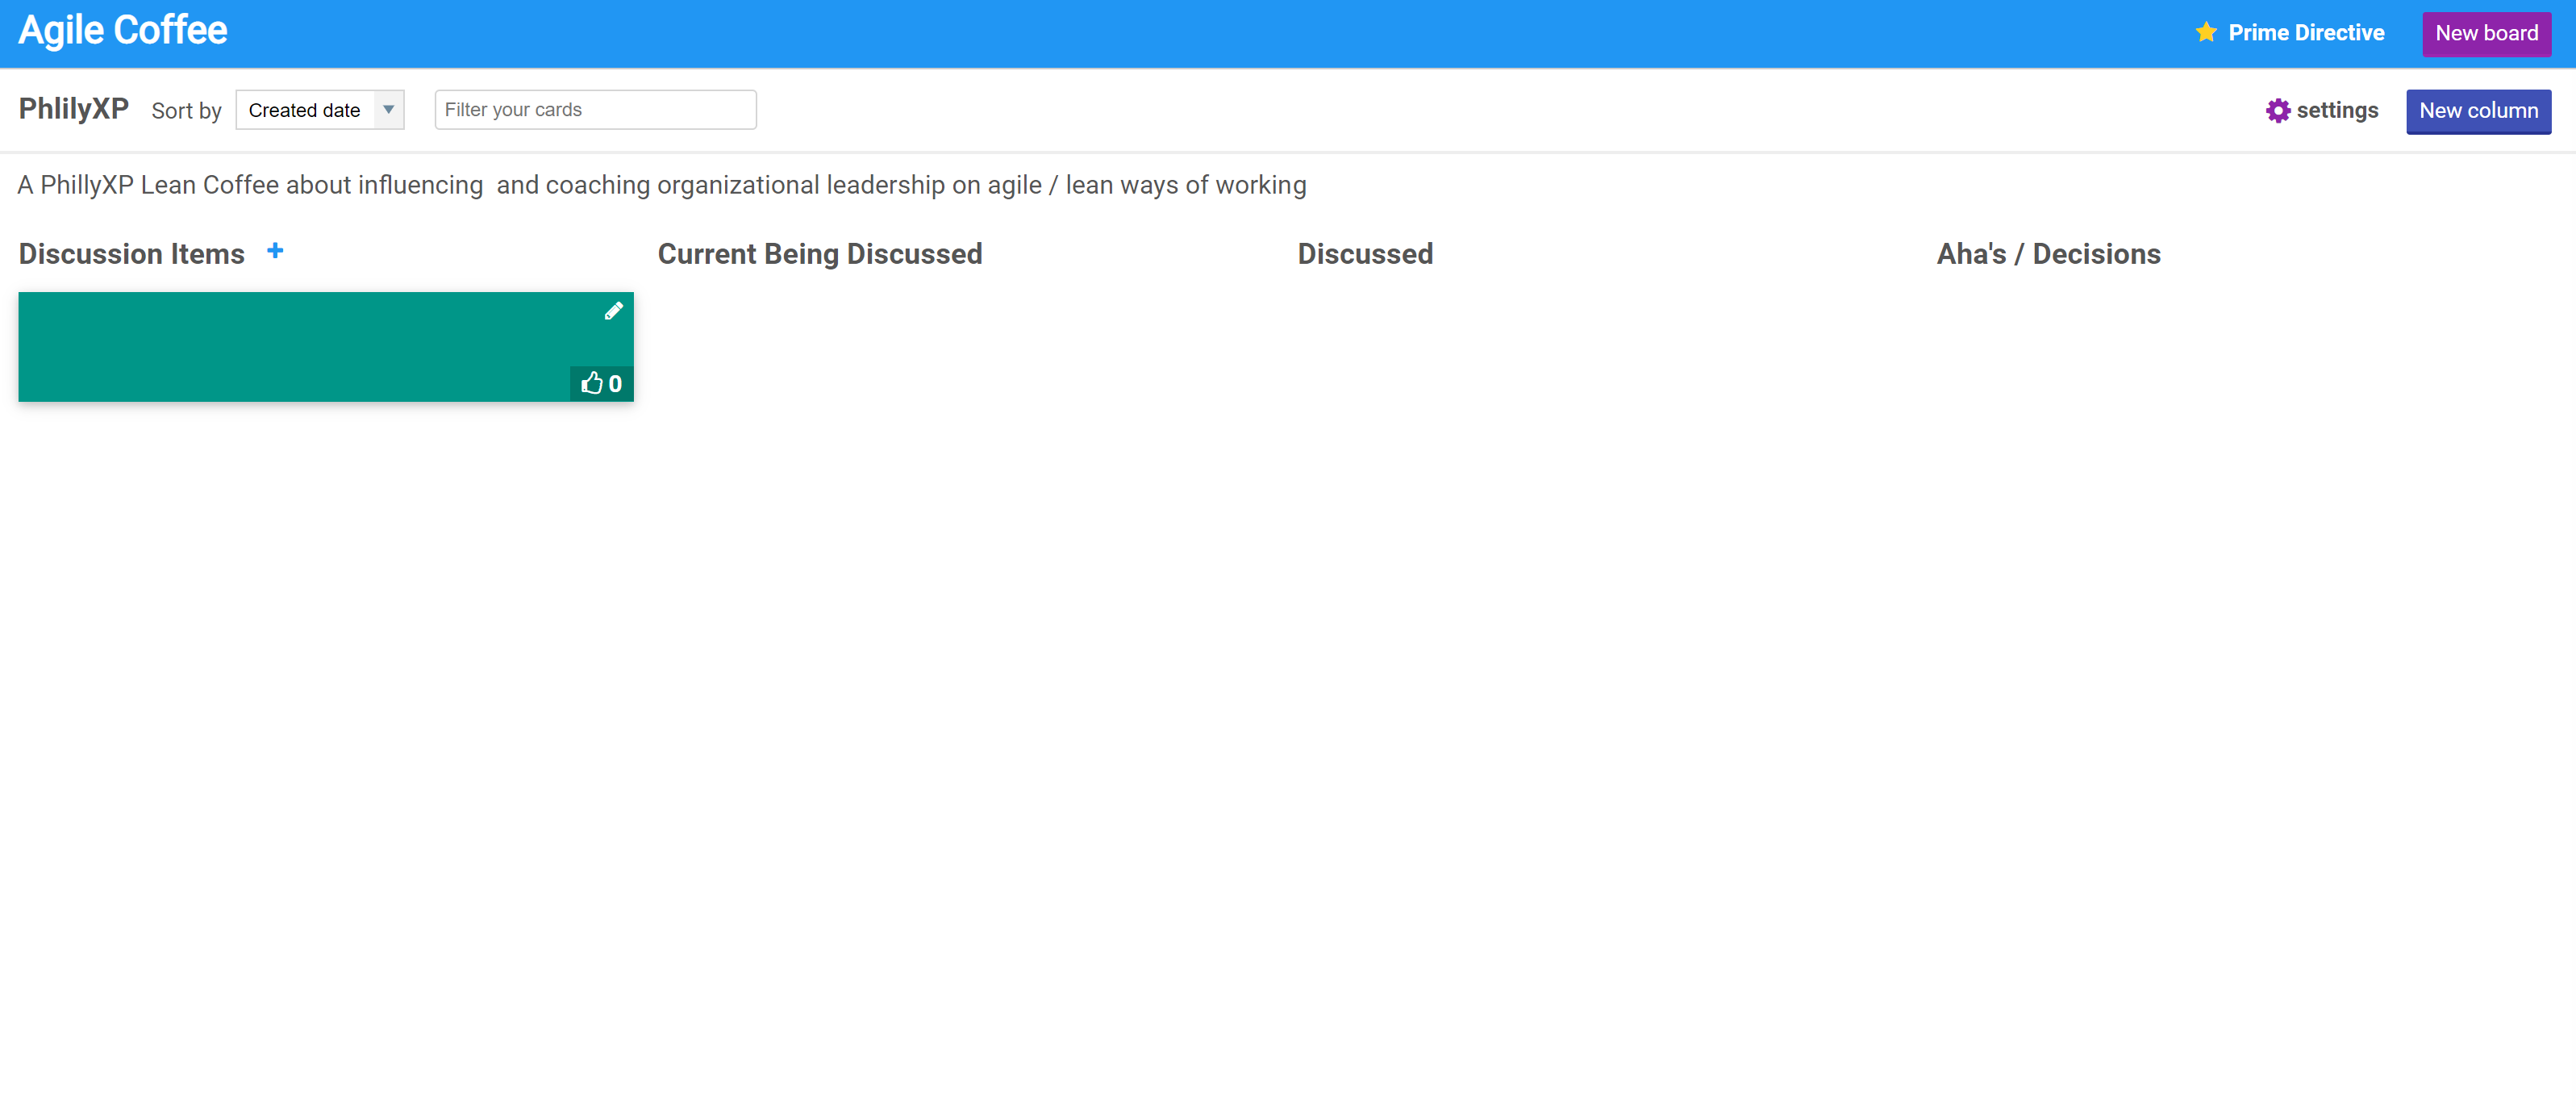 Agile Coffee
Prime Directive
New board
PhlilyXP
Sort by
Created date
Filter your cards
settings
New column
A PhillyXP Lean Coffee about influencing  and coaching organizational leadership on agile / lean ways of working
Discussion Items +
Current Being Discussed
Discussed
Aha's / Decisions
0